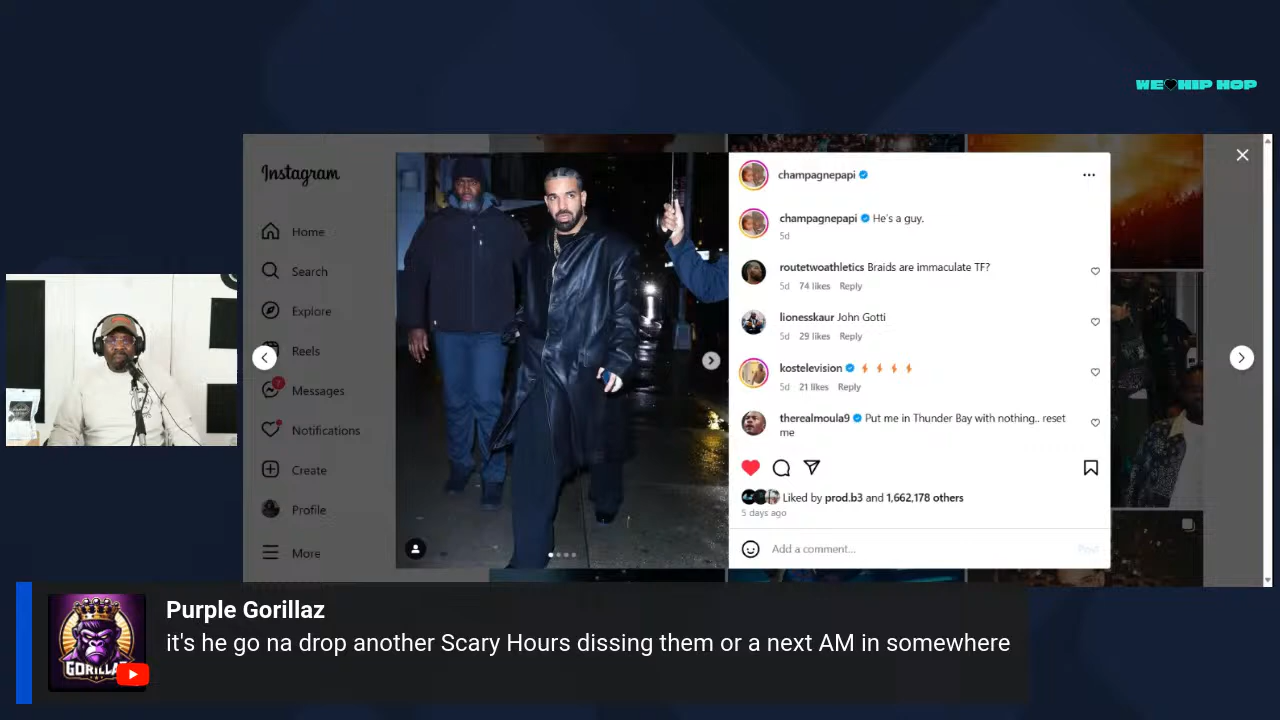 WE HIP HOP
Instagram
Home
Search
Explore
Reels
7
Messages
Notifications
Create
Profile
More
champagnepapi
champagnepapi He's a guy.
5d
routetwoathletics Braids are immaculate TF?
5d 74 likes Reply
lionesskaur John Gotti
5d 29 likes Reply
kostelevision
5d 21 likes Reply
therealmoula9 Put me in Thunder Bay with nothing.. reset
me
Liked by prod.b3 and 1,662,178 others
5 days ago
Add a comment...
Post
Purple Gorillaz
it's he go na drop another Scary Hours dissing them or a next AM in somewhere